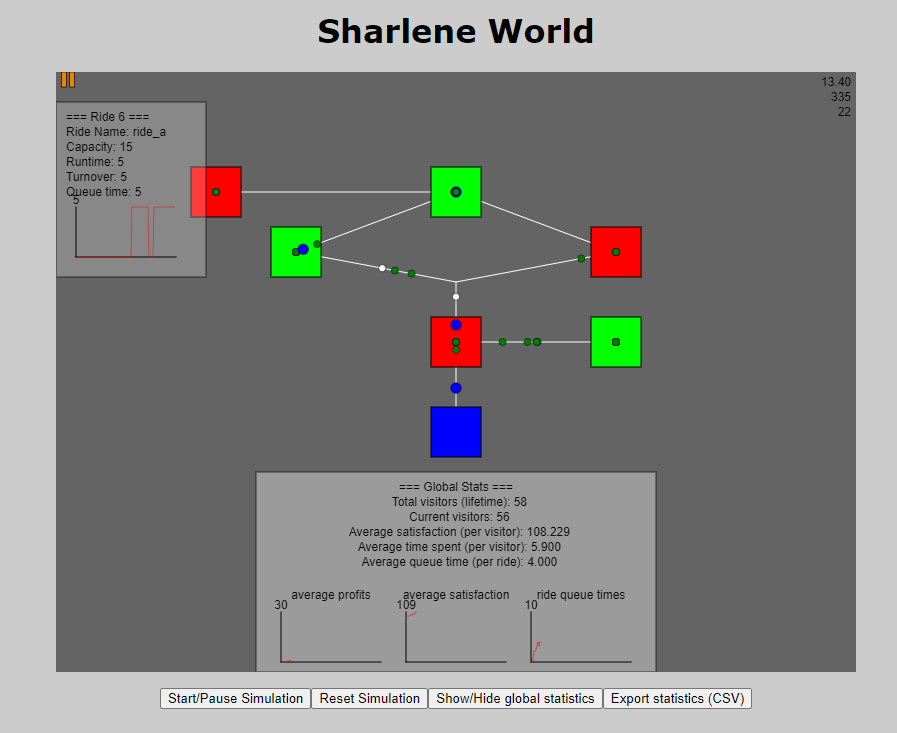 Sharlene World
13.40
335
22
=== Ride 6 ===
Ride Name: ride_a
Capacity: 15
Runtime: 5
Turnover: 5
Queue time: 5
5
=== Global Stats ===
Total visitors (lifetime): 58
Current visitors: 56
Average satisfaction (per visitor): 108.229
Average time spent (per visitor): 5.900
Average queue time (per ride): 4.000
average profits
30
average satisfaction
109
ride queue times
10
Start/Pause Simulation
Reset Simulation
Show/Hide global statistics
Export statistics (CSV)